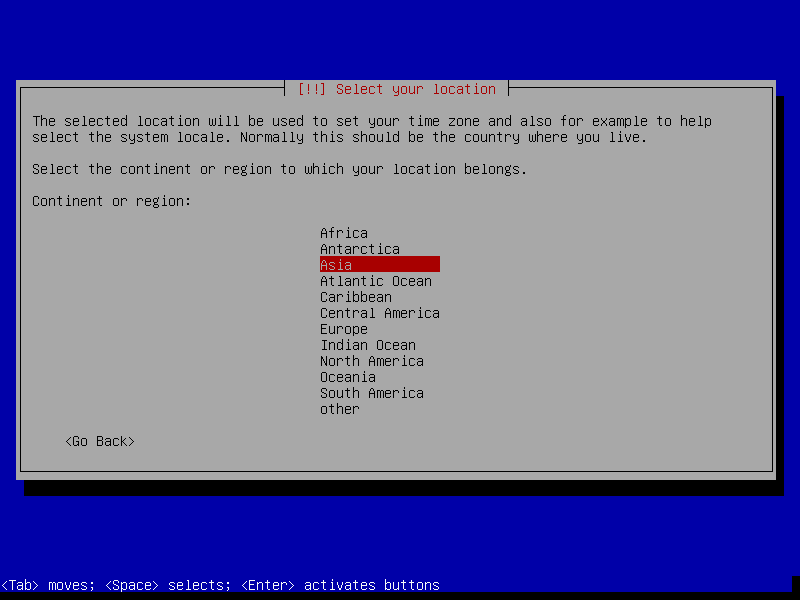 [!!] Select your location
The selected location will be used to set your time zone and also for example to help
select the system locale. Normally this should be the country where you live.
Select the continent or region to which your location belongs.
Continent or region:
Africa
Antarctica
Asia
Atlantic Ocean
Caribbean
Central America
Europe
Indian Ocean
North America
Oceania
South America
other
<Go Back>
<Tab> moves; <Space> selects; <Enter> activates buttons